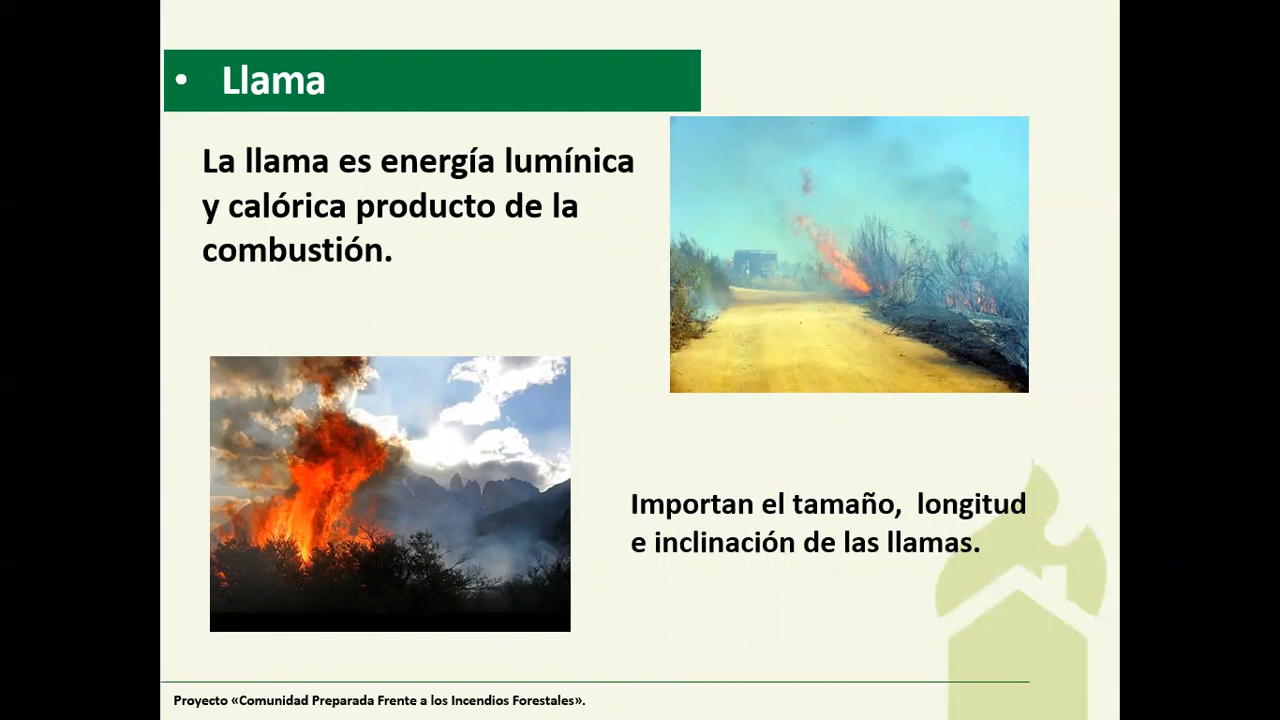 • Llama
La llama es energía lumínica
y calórica producto de la
combustión.
Importan el tamaño, longitud
e inclinación de las llamas.
Proyecto «Comunidad Preparada Frente a los Incendios Forestales».